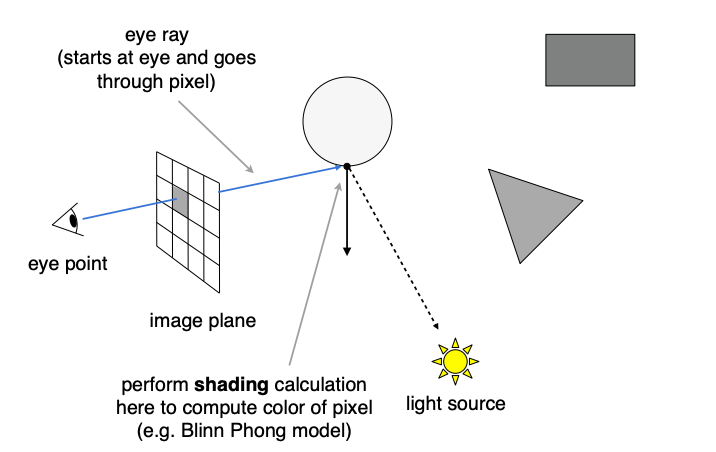 eye ray
(starts at eye and goes
through pixel)
eye point
image plane
perform shading calculation
here to compute color of pixel
(e.g. Blinn Phong model)
light source